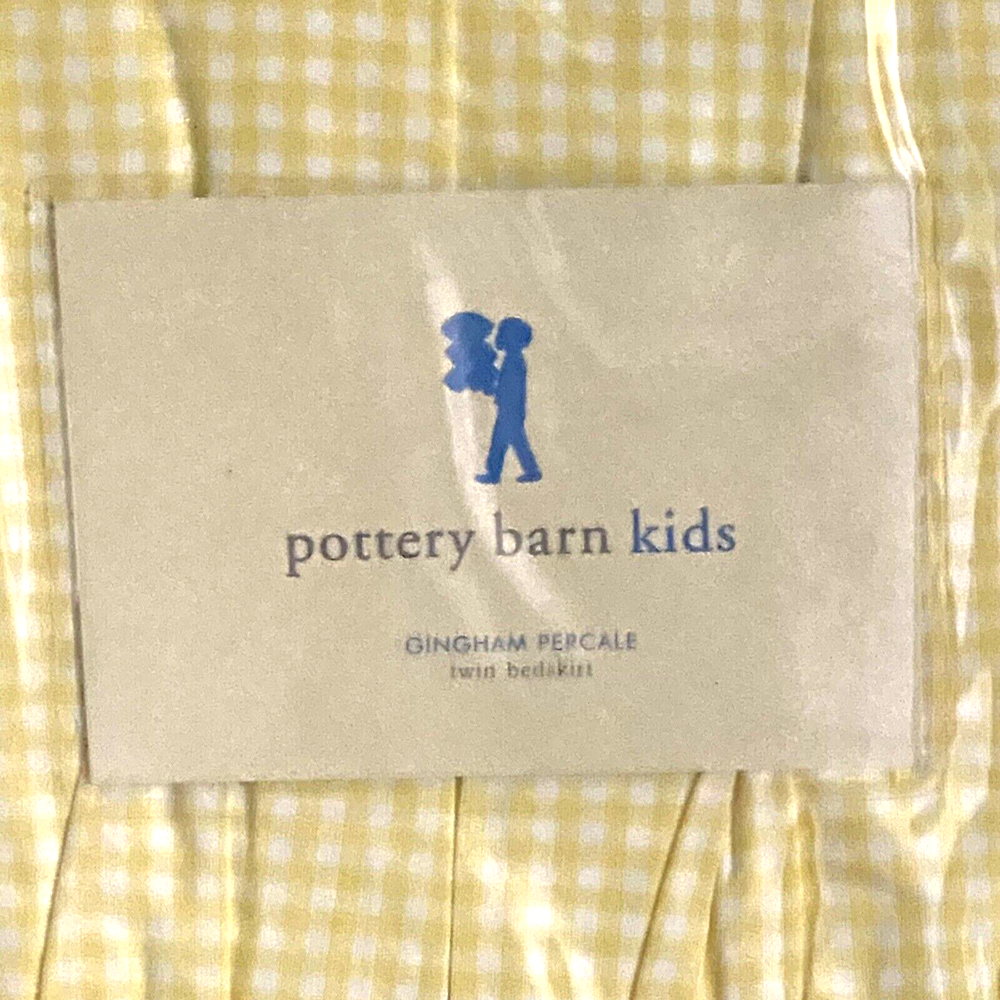 pottery barn kids
GINGHAM PERCALE
twin bedskirt